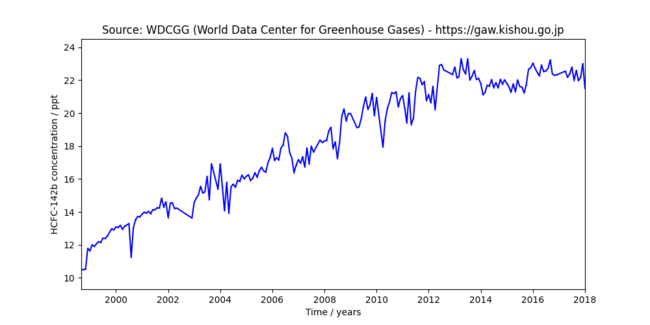 Source: WDCGG (World Data Center for Greenhouse Gases) - https://gaw.kishou.go.jp
HCFC-142b concentration / ppt
24
22
20
18
16
14
12
10
2000 2002 2004 2006 2008 2010 2012 2014 2016 2018
Time / years